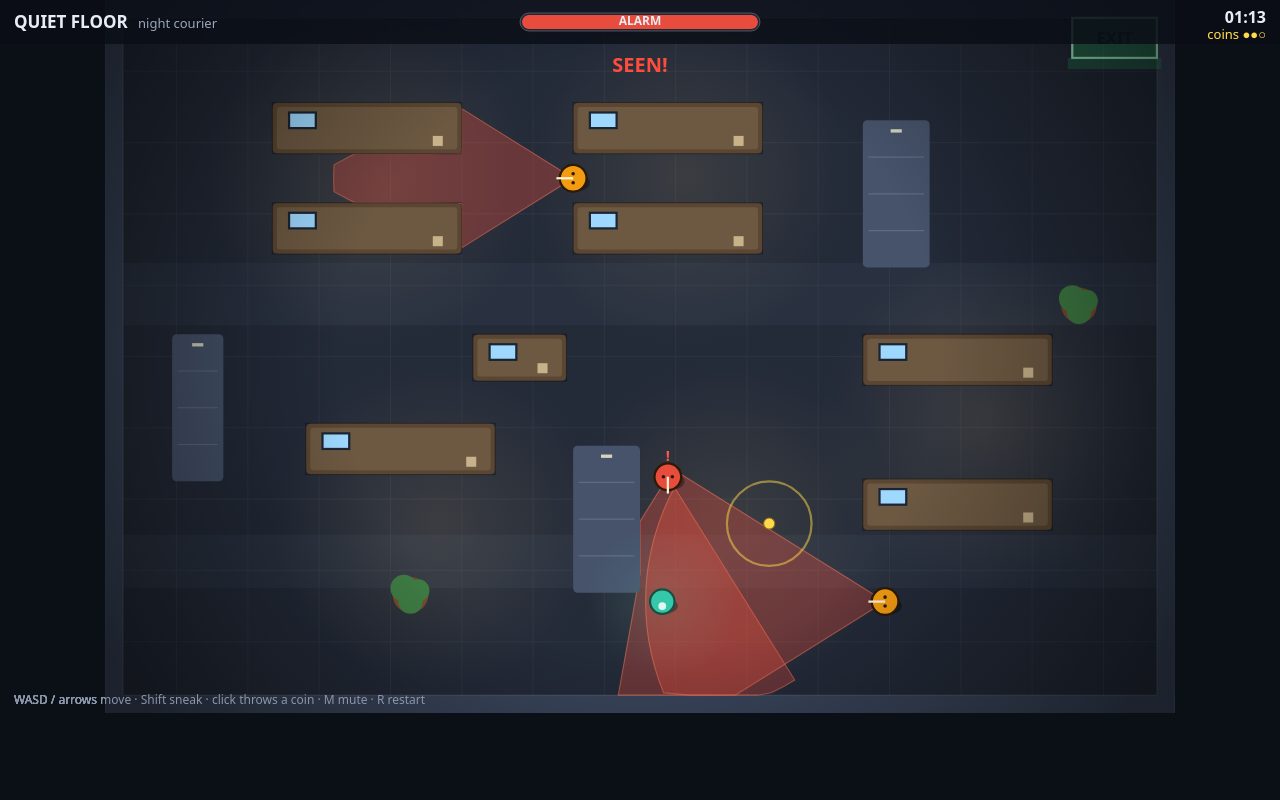 QUIET FLOOR night courier
ALARM
01:13
coins ●●○
EXIT
SEEN!
!
WASD / arrows move · Shift sneak · click throws a coin · M mute · R restart